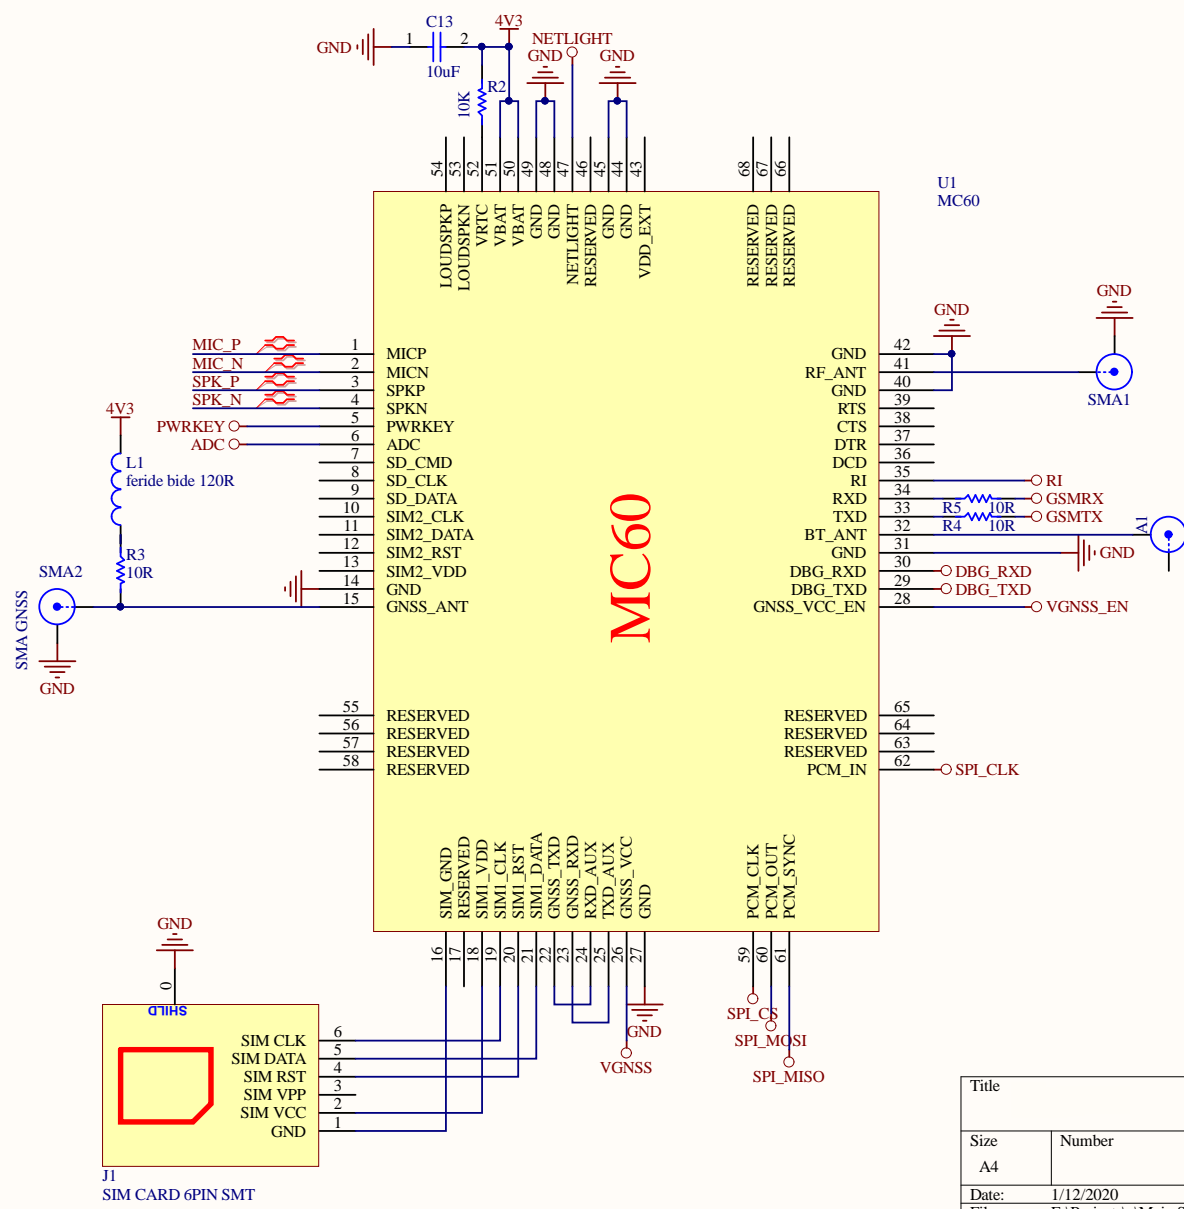 C13
4V3
NETLIGHT
GND
1
2
GND
GND
10uF
R2
10K
54
53
52
51
50
49
48
47
46
45
44
43
68
67
66
U1
MC60
LOUDSPKP
LOUDSPKN
VRTC
VBAT
VBAT
GND
GND
NETLIGHT
RESERVED
GND
GND
VDD_EXT
RESERVED
RESERVED
RESERVED
MIC_P 1 MICP
MIC_N 2 MICN
SPK_P 3 SPKP
SPK_N 4 SPKN
PWRKEY 5 PWRKEY
ADC 6 ADC
7 SD_CMD
8 SD_CLK
9 SD_DATA
10 SIM2_CLK
11 SIM2_DATA
12 SIM2_RST
13 SIM2_VDD
14 GND
15 GNSS_ANT
4V3
L1
feride bide 120R
R3
10R
SMA2
SMA GNSS
GND
MC60
GND
GND
GND 42
RF_ANT 41
GND 40
SMA1
RTS 39
CTS 38
DTR 37
DCD 36
RI 35 RI
RXD 34 GSMRX
R5 10R
TXD 33 GSMTX
R4 10R
BT_ANT 32
A1
GND 31 GND
DBG_RXD 30 DBG_RXD
DBG_TXD 29 DBG_TXD
GNSS_VCC_EN 28 VGNSS_EN
55 RESERVED
56 RESERVED
57 RESERVED
58 RESERVED
RESERVED 65
RESERVED 64
RESERVED 63
PCM_IN 62 SPI_CLK
SIM_GND
RESERVED
SIM1_VDD
SIM1_CLK
SIM1_RST
SIM1_DATA
GNSS_TXD
GNSS_RXD
RXD_AUX
TXD_AUX
GNSS_VCC
GND
PCM_CLK
PCM_OUT
PCM_SYNC
16
17
18
19
20
21
22
23
24
25
26
27
59
60
61
GND
VGNSS
SPI_CS
SPI_MOSI
SPI_MISO
GND
0
SHILD
SIM CLK 6
SIM DATA 5
SIM RST 4
SIM VPP 3
SIM VCC 2
GND 1
J1
SIM CARD 6PIN SMT
Title
Size Number
A4
Date: 1/12/2020